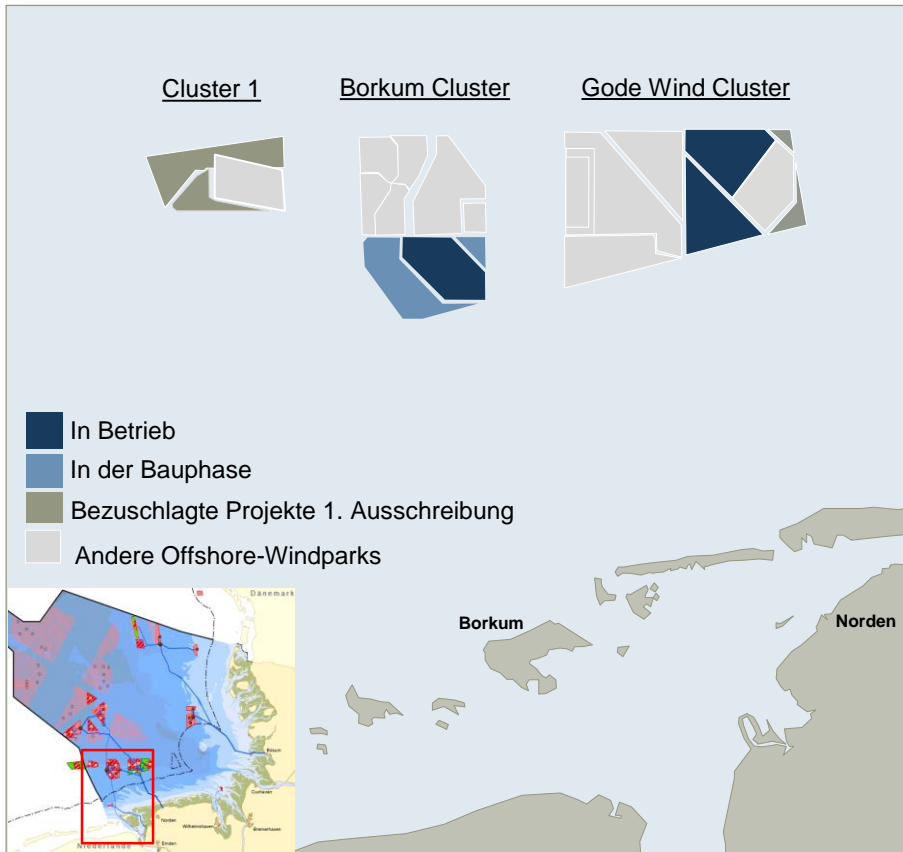 Cluster 1
Borkum Cluster
Gode Wind Cluster
In Betrieb
In der Bauphase
Bezuschlagte Projekte 1. Ausschreibung
Andere Offshore-Windparks
Dänemark
Borkum
Norden
Büsum
Cuxhaven
Norden
Wilhelmshaven
Bremerhaven
Emden
Niederlande